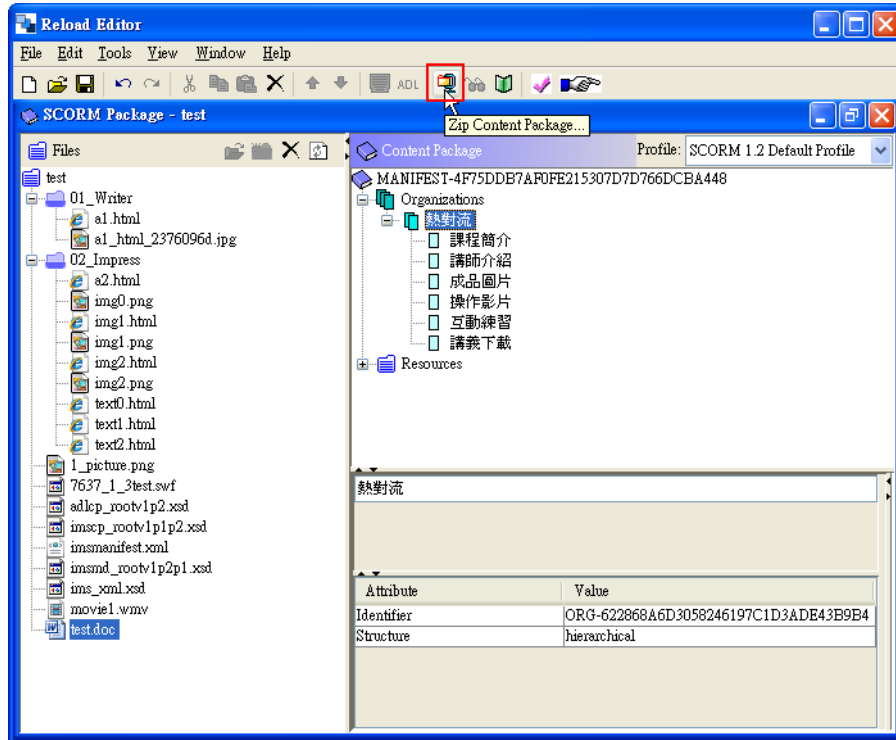 Reload Editor
File Edit Tools View Window Help
ADL
Zip Content Package...
SCORM Package - test
Files
test
01_Writer
a1.html
a1_html_2376096d.jpg
02_Impress
a2.html
img0.png
img1.html
img1.png
img2.html
img2.png
text0.html
text1.html
text2.html
1_picture.png
7637_1_3test.swf
adlcp_rootv1p2.xsd
imscp_rootv1p1p2.xsd
imsmanifest.xml
imsmd_rootv1p2p1.xsd
ims_xml.xsd
movie1.wmv
test.doc
Content Package Profile: SCORM 1.2 Default Profile
MANIFEST-4F75DDB7AF0FE215307D7D766DCBA448
Organizations
熱對流
課程簡介
講師介紹
成品圖片
操作影片
互動練習
講義下載
Resources
熱對流
Attribute Value
Identifier ORG-622868A6D3058246197C1D3ADE43B9B4
Structure hierarchical